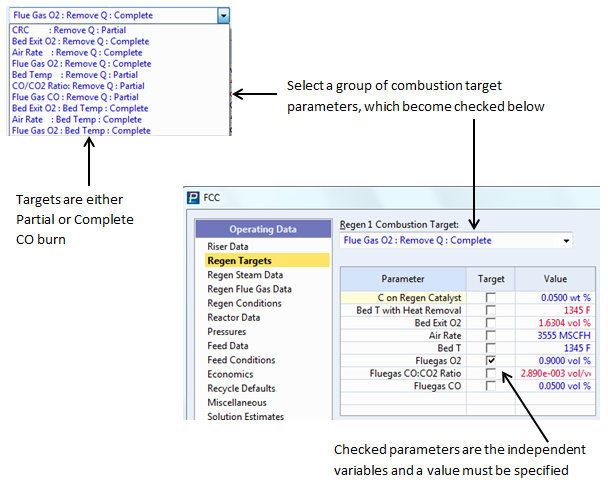 Flue Gas O2 : Remove Q : Complete
CRC : Remove Q : Partial
Bed Exit O2 : Remove Q : Complete
Air Rate : Remove Q : Complete
Flue Gas O2 : Remove Q : Complete
Bed Temp : Remove Q : Partial
CO/CO2 Ratio: Remove Q : Partial
Flue Gas CO : Remove Q : Partial
Bed Exit O2 : Bed Temp : Complete
Air Rate : Bed Temp : Complete
Flue Gas O2 : Bed Temp : Complete
Select a group of combustion target
parameters, which become checked below
Targets are either
Partial or Complete
CO burn
FCC
Operating Data
Riser Data
Regen Targets
Regen Steam Data
Regen Flue Gas Data
Regen Conditions
Reactor Data
Pressures
Feed Data
Feed Conditions
Economics
Recycle Defaults
Miscellaneous
Solution Estimates
Regen 1 Combustion Target:
Flue Gas O2 : Remove Q : Complete
Parameter Target Value
C on Regen Catalyst 0.0500 wt %
Bed T with Heat Removal 1345 F
Bed Exit O2 1.6304 vol %
Air Rate 3555 MSCFH
Bed T 1345 F
Fluegas O2 0.9000 vol %
Fluegas CO:CO2 Ratio 2.890e-003 vol/v
Fluegas CO 0.0500 vol %
Checked parameters are the independent
variables and a value must be specified